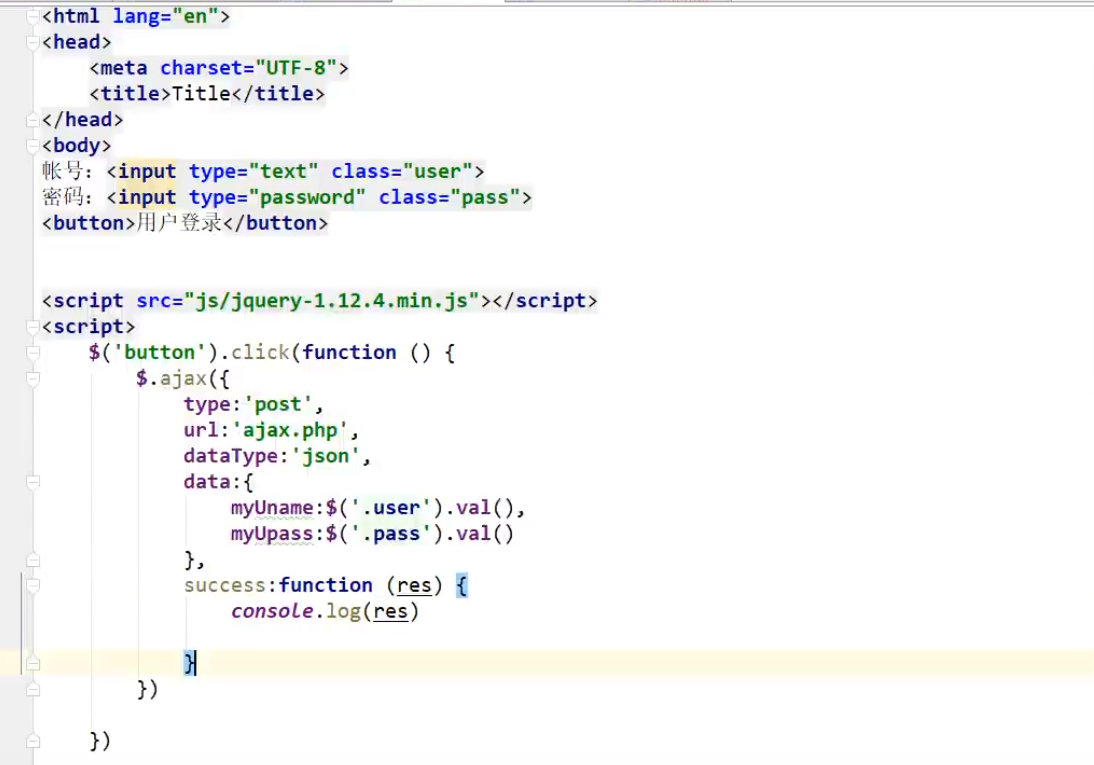 <html lang="en">
<head>
    <meta charset="UTF-8">
    <title>Title</title>
</head>
<body>
帐号：<input type="text" class="user">
密码：<input type="password" class="pass">
<button>用户登录</button>
<script src="js/jquery-1.12.4.min.js"></script>
<script>
    $('button').click(function () {
        $.ajax({
            type:'post',
            url:'ajax.php',
            dataType:'json',
            data:{
                myUname:$('.user').val(),
                myUpass:$('.pass').val()
            },
            success:function (res) {
                console.log(res)
            }
        })
    })